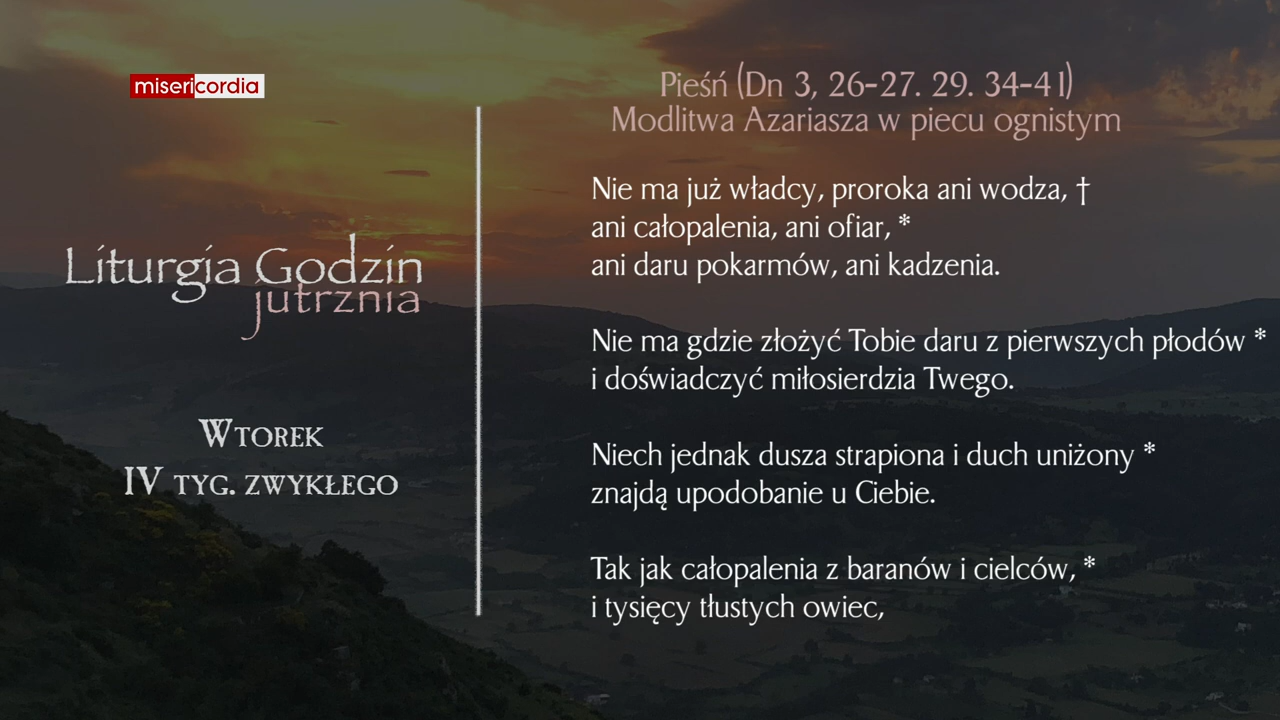 misericordia
Liturgia Godzin
jutrznia
Wtorek
IV tyg. zwykłego
Pieśń (Dn 3, 26-27. 29. 34-41)
Modlitwa Azariasza w piecu ognistym
Nie ma już władcy, proroka ani wodza, †
ani całopalenia, ani ofiar, *
ani daru pokarmów, ani kadzenia.
Nie ma gdzie złożyć Tobie daru z pierwszych płodów *
i doświadczyć miłosierdzia Twego.
Niech jednak dusza strapiona i duch uniżony *
znajdą upodobanie u Ciebie.
Tak jak całopalenia z baranów i cielców, *
i tysięcy tłustych owiec,